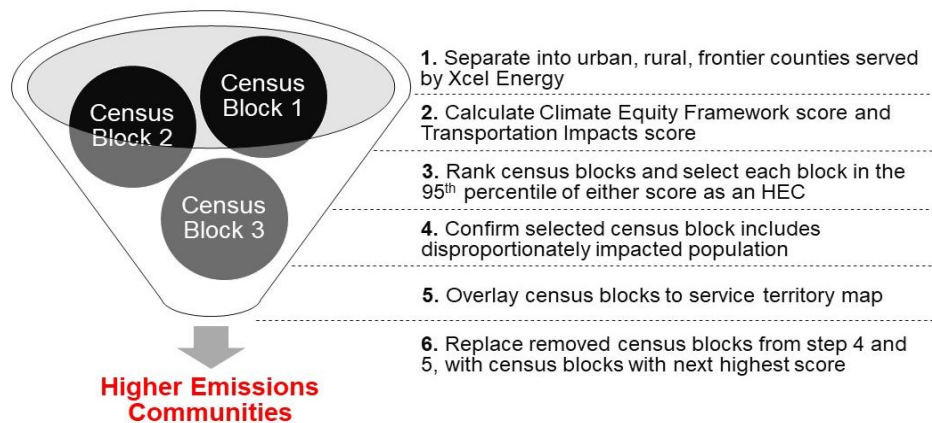 Census
Block 1
Census
Block 2
Census
Block 3
Higher Emissions
Communities
1. Separate into urban, rural, frontier counties served
by Xcel Energy
2. Calculate Climate Equity Framework score and
Transportation Impacts score
3. Rank census blocks and select each block in the
95th percentile of either score as an HEC
4. Confirm selected census block includes
disproportionately impacted population
5. Overlay census blocks to service territory map
6. Replace removed census blocks from step 4 and
5, with census blocks with next highest score